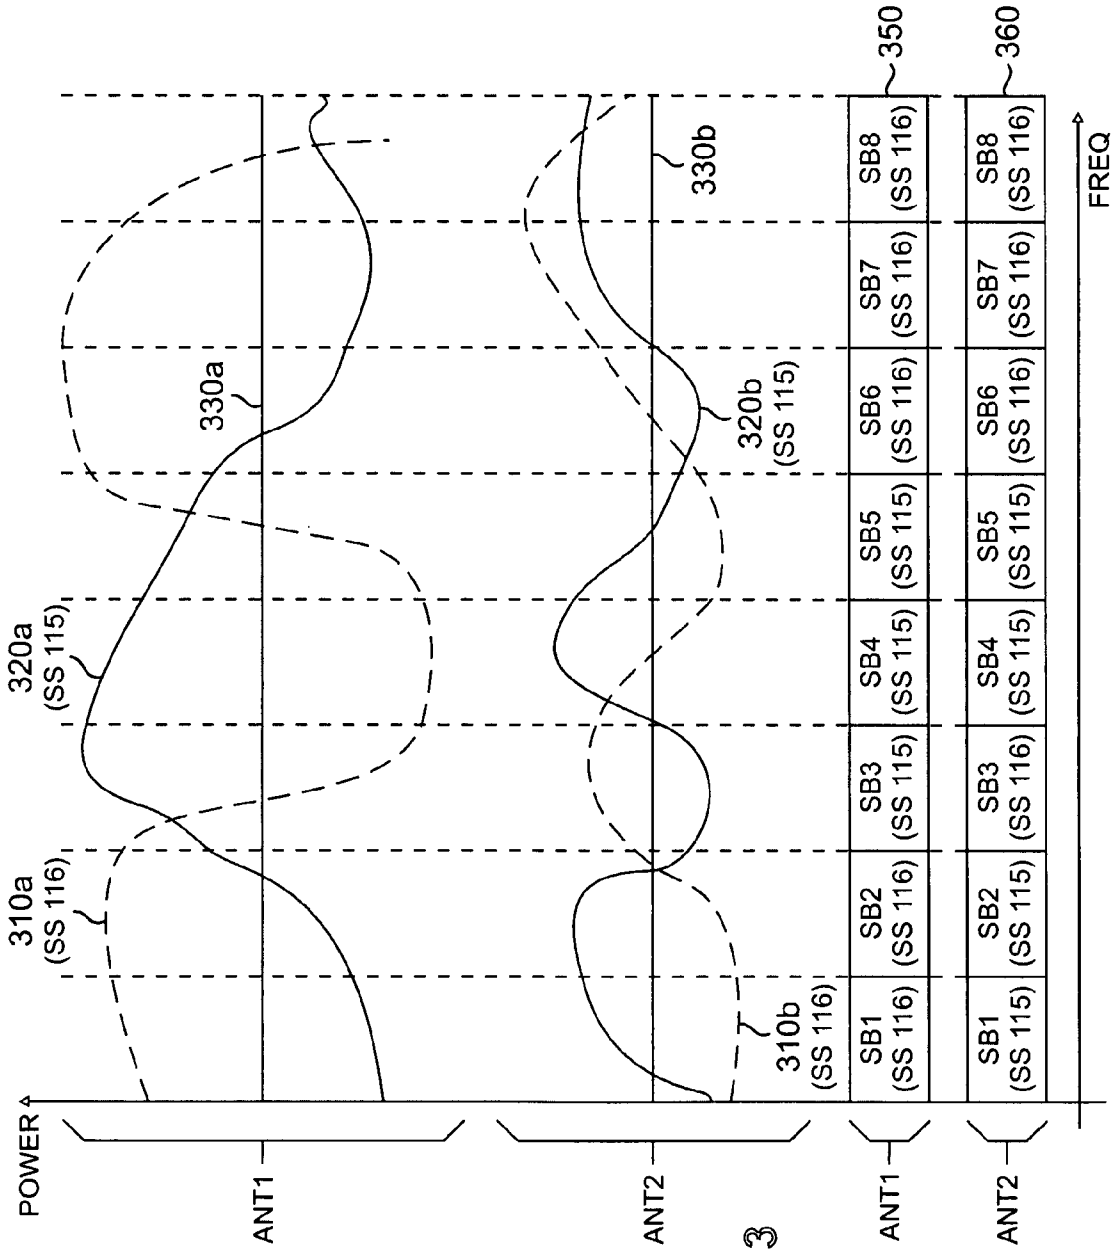 POWER
ANT1
310a
(SS 116)
320a
(SS 115)
330a
ANT2
310b
(SS 116)
320b
(SS 115)
330b
ANT1
SB1
(SS 116)
SB2
(SS 116)
SB3
(SS 115)
SB4
(SS 115)
SB5
(SS 115)
SB6
(SS 116)
SB7
(SS 116)
SB8
(SS 116)
350
ANT2
SB1
(SS 115)
SB2
(SS 115)
SB3
(SS 116)
SB4
(SS 115)
SB5
(SS 115)
SB6
(SS 116)
SB7
(SS 116)
SB8
(SS 116)
360
FREQ
3